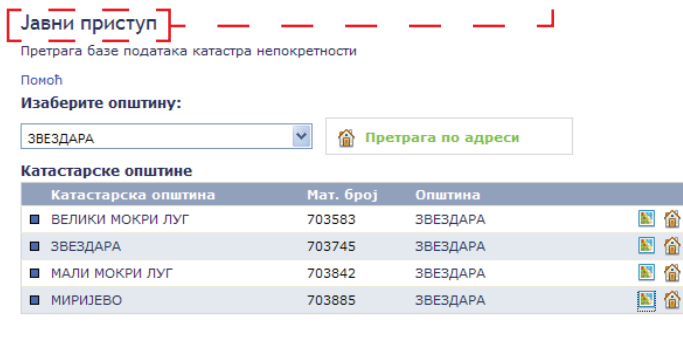 Јавни приступ
Претрага базе података катастра непокретности
Помоћ
Изаберите општину:
ЗВЕЗДАРА
Претрага по адреси
Катастарске општине
Катастарска општина Мат. број Општина
ВЕЛИКИ МОКРИ ЛУГ 703583 ЗВЕЗДАРА
ЗВЕЗДАРА 703745 ЗВЕЗДАРА
МАЛИ МОКРИ ЛУГ 703842 ЗВЕЗДАРА
МИРИЈЕВО 703885 ЗВЕЗДАРА